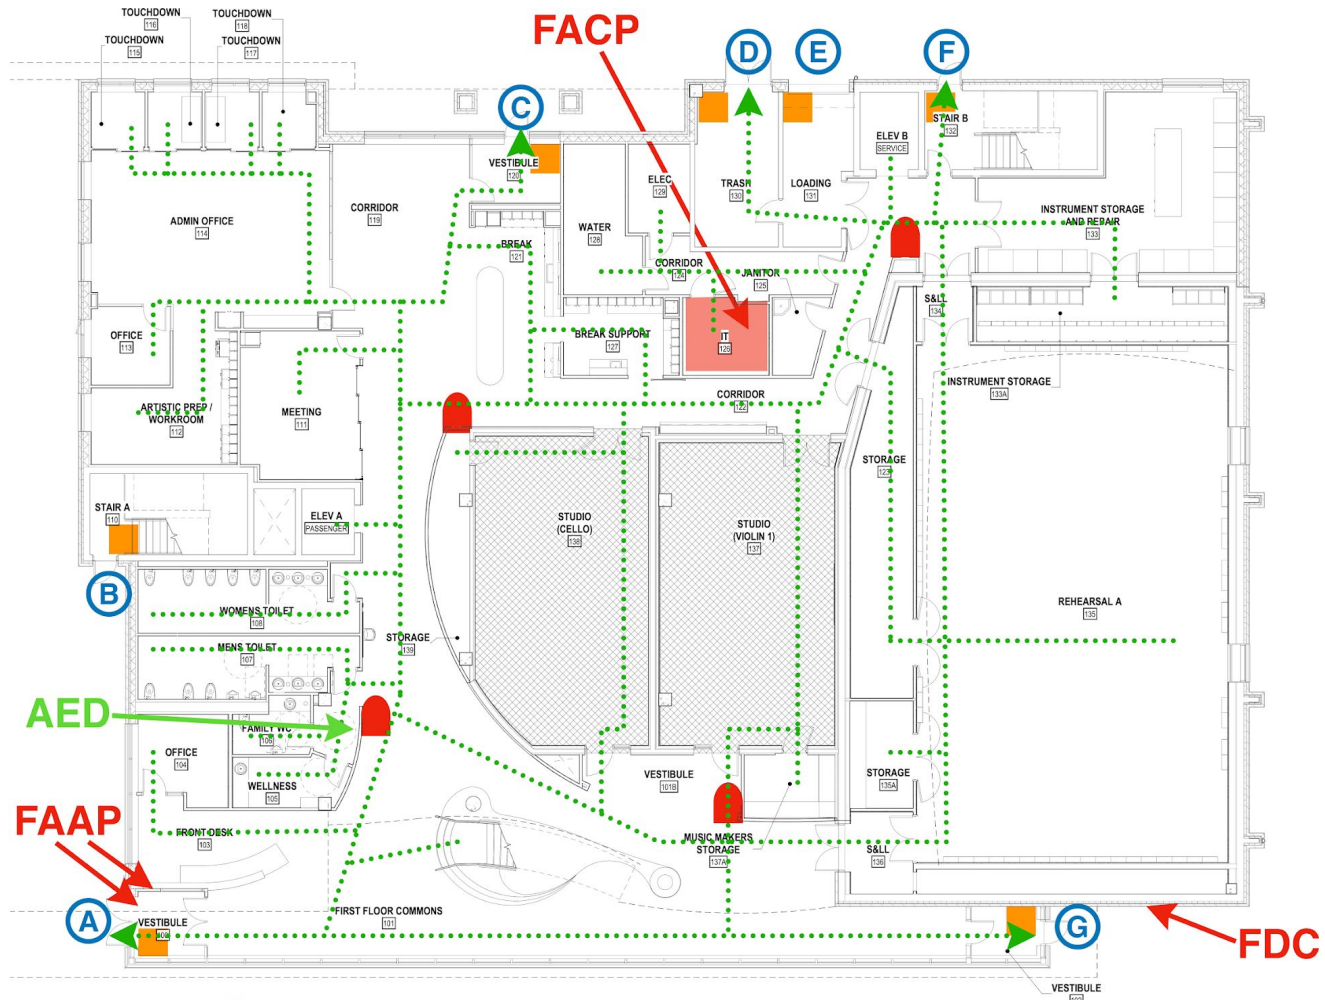 TOUCHDOWN
116
TOUCHDOWN
118
TOUCHDOWN
115
TOUCHDOWN
117
FACP
D
E
F
C
VESTIBULE
120
ELEV B
SERVICE
STAIR B
132
ELEC
129
TRASH
130
LOADING
131
CORRIDOR
119
ADMIN OFFICE
114
WATER
128
BREAK
121
INSTRUMENT STORAGE
AND REPAIR
133
CORRIDOR
124
JANITOR
125
S&LL
134
OFFICE
113
BREAK SUPPORT
127
IT
126
INSTRUMENT STORAGE
133A
ARTISTIC PREP /
WORKROOM
112
MEETING
111
CORRIDOR
122
STORAGE
123
STAIR A
110
ELEV A
PASSENGER
STUDIO
(CELLO)
138
STUDIO
(VIOLIN 1)
137
B
WOMENS TOILET
108
REHEARSAL A
135
MENS TOILET
107
STORAGE
139
AED
FAMILY WC
106
OFFICE
104
WELLNESS
105
VESTIBULE
101B
STORAGE
135A
FAAP
FRONT DESK
103
MUSIC MAKERS
STORAGE
137A
S&LL
136
A
VESTIBULE
FIRST FLOOR COMMONS
101
G
FDC
VESTIBULE